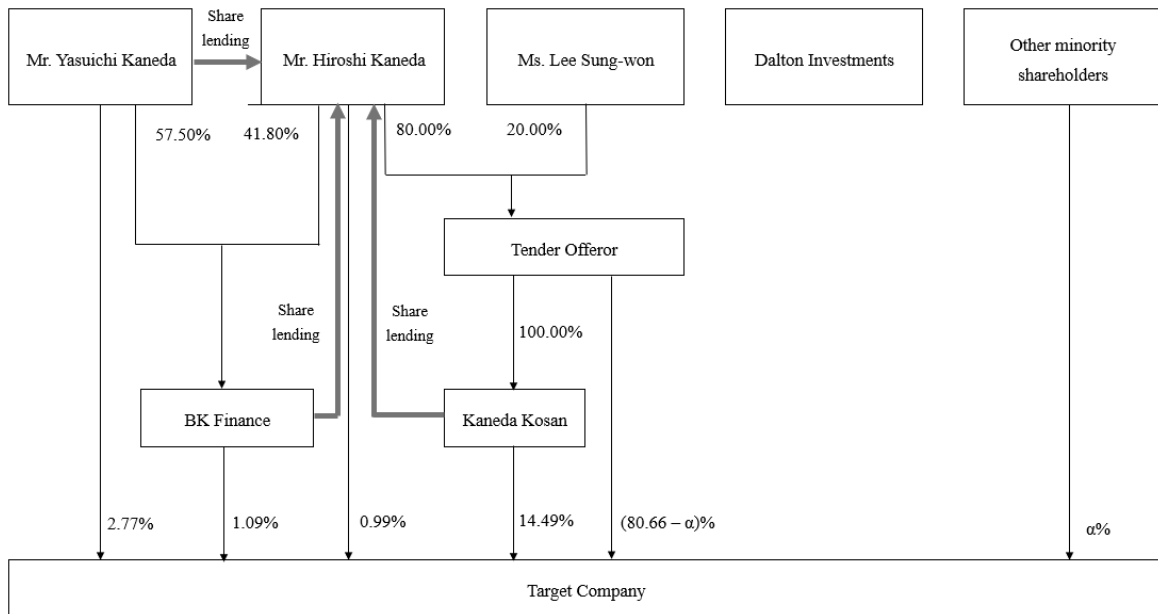 Share
lending
Mr. Yasuichi Kaneda
Mr. Hiroshi Kaneda
Ms. Lee Sung-won
Dalton Investments
Other minority
shareholders
57.50%
41.80%
80.00%
20.00%
Tender Offeror
Share
lending
Share
lending
100.00%
BK Finance
Kaneda Kosan
2.77%
1.09%
0.99%
14.49%
(80.66 – α)%
α%
Target Company